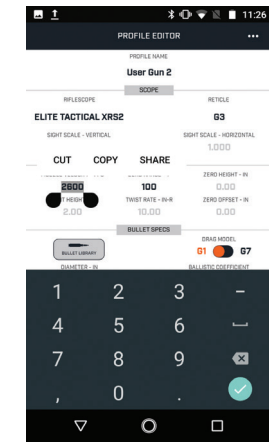 11:26
PROFILE EDITOR
PROFILE NAME
User Gun 2
SCOPE
RIFLESCOPE RETICLE
ELITE TACTICAL XRS2 G3
SIGHT SCALE - VERTICAL SIGHT SCALE - HORIZONTAL
1.000
CUT COPY SHARE
ZERO HEIGHT - IN
2600 100 0.00
T HEIGH TWIST RATE - IN-R ZERO OFFSET - IN
2.00 10.00 0.00
BULLET SPECS
DRAG MODEL
BULLET LIBRARY G1 G7
DIAMETER - IN BALLISTIC COEFFICIENT
1 2 3 -
4 5 6
7 8 9
, 0 .